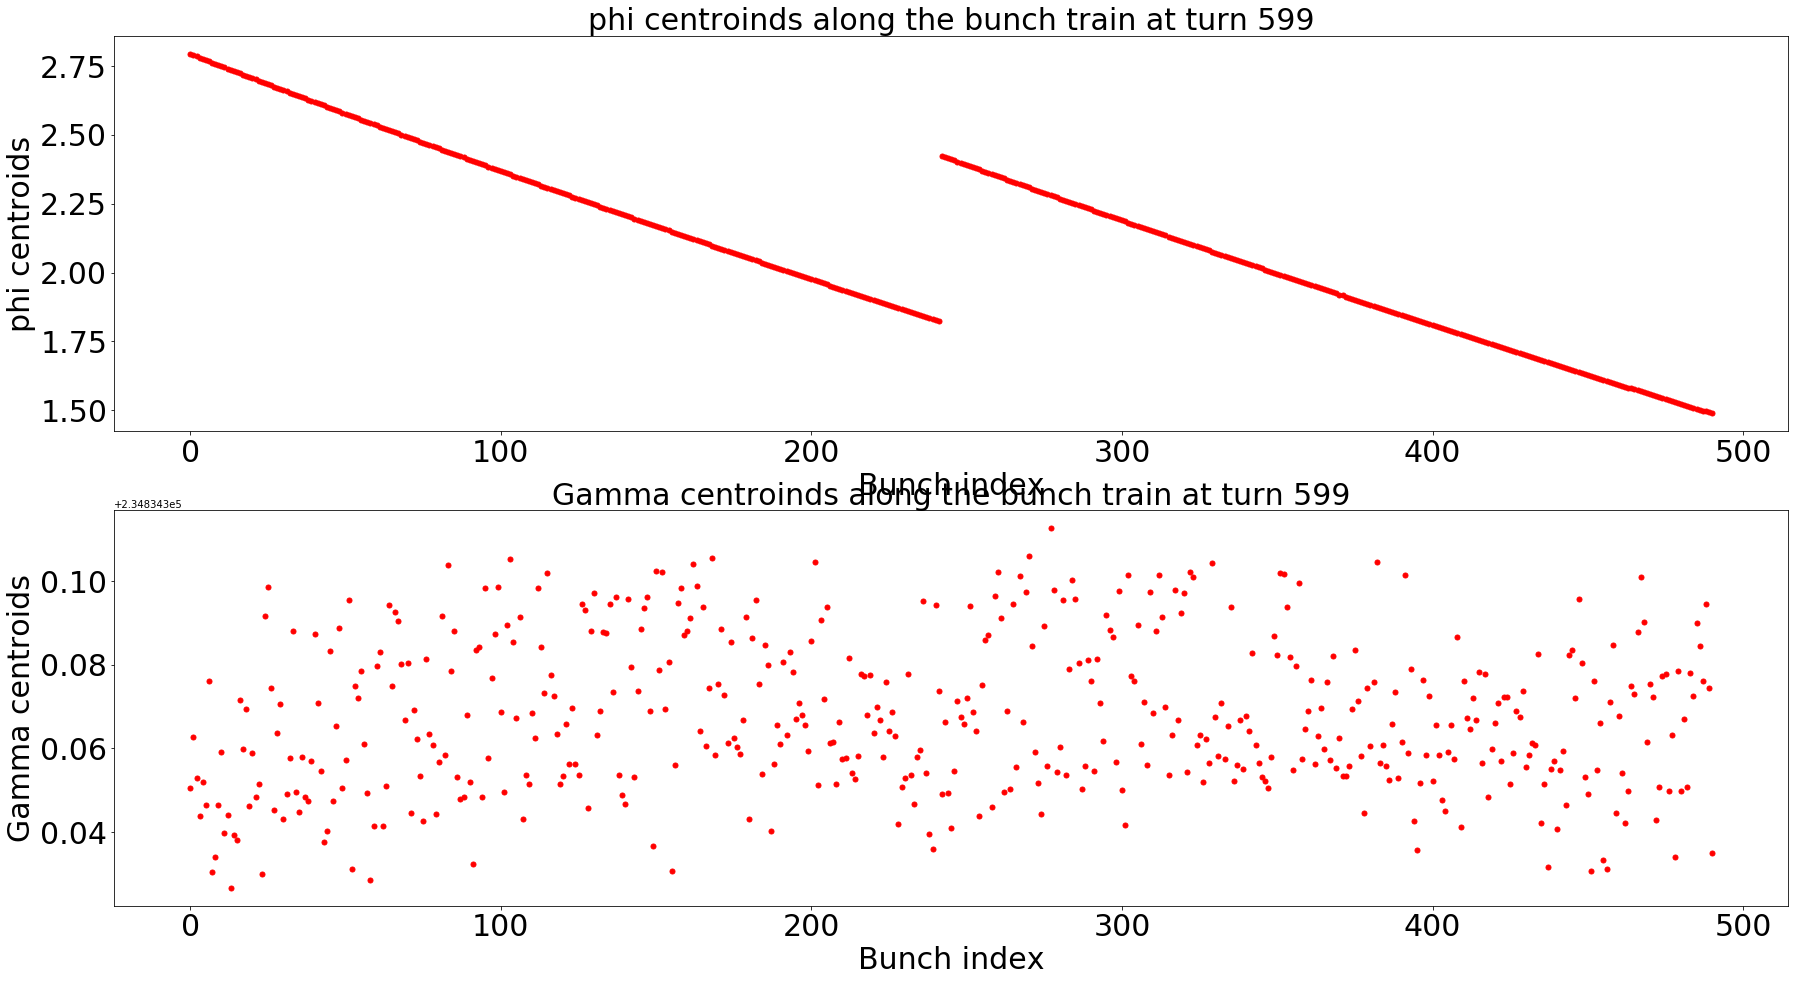 phi centroinds along the bunch train at turn 599
phi centroids
2.75
2.50
2.25
2.00
1.75
1.50
0 100 200 300 400 500
Bunch index
Gamma centroinds along the bunch train at turn 599
+2.348343e5
Gamma centroids
0.10
0.08
0.06
0.04
0 100 200 300 400 500
Bunch index